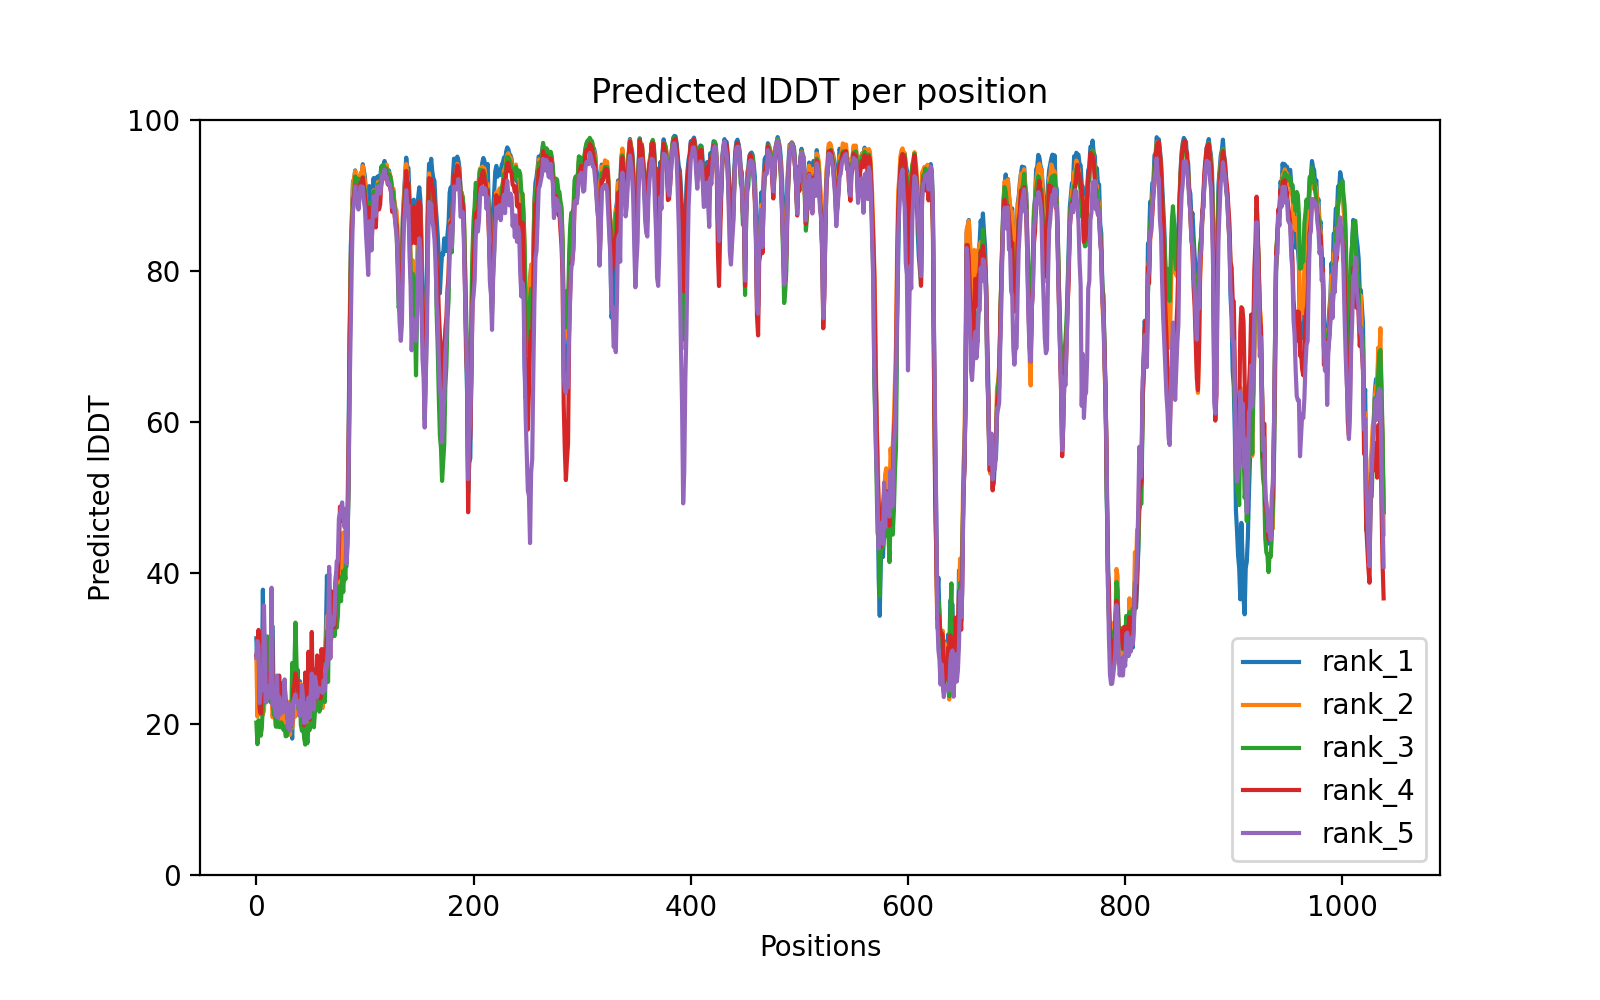 Predicted lDDT per position
100
80
60
40
20
0
Predicted lDDT
0 200 400 600 800 1000
Positions
rank_1
rank_2
rank_3
rank_4
rank_5